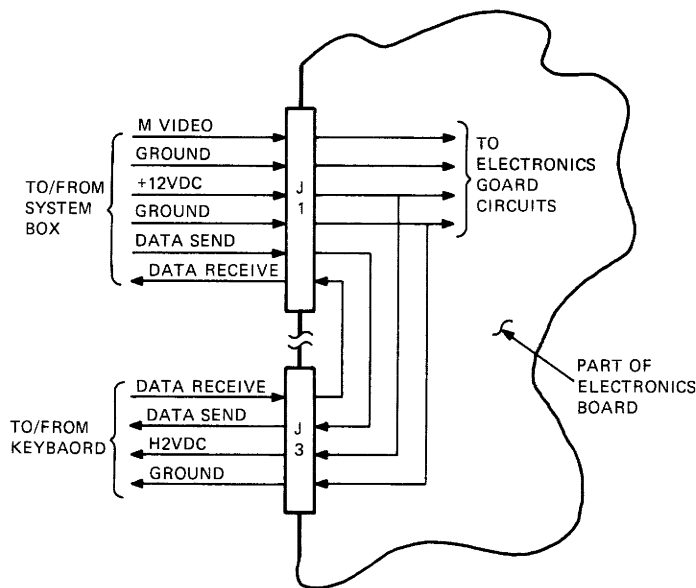 M VIDEO
GROUND
+12VDC
GROUND
DATA SEND
DATA RECEIVE
TO/FROM
SYSTEM
BOX
J
1
TO
ELECTRONICS
GOARD
CIRCUITS
PART OF
ELECTRONICS
BOARD
DATA RECEIVE
DATA SEND
H2VDC
GROUND
TO/FROM
KEYBAORD
J
3